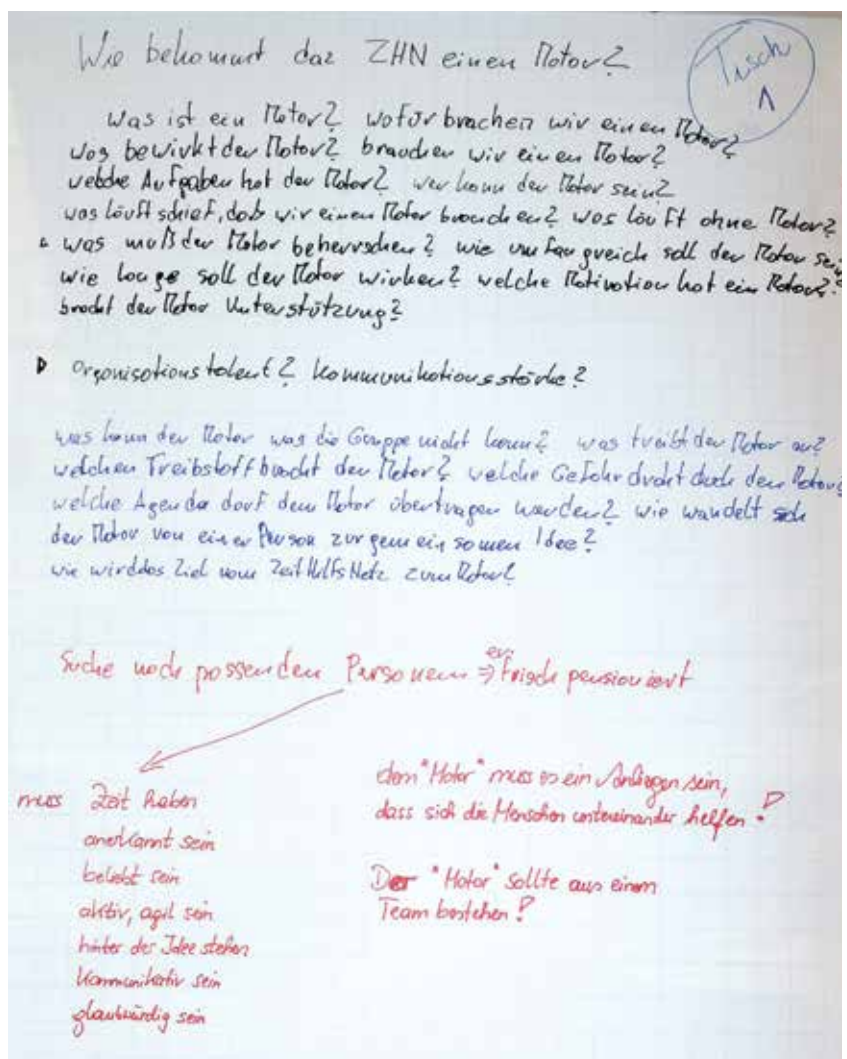 Wie bekommt das ZHN einen Motor?
Tisch
1
Was ist ein Motor? wofür brachen wir einen Motor?
was bewirkt der Motor? brauchen wir einen Motor?
welche Aufgaben hat der Motor? wer kann der Motor sein?
was läuft schief, daß wir einen Motor brauchen? was läuft ohne Motor?
was muß der Motor beherrschen? wie umfangreich soll der Motor sein?
wie lange soll der Motor wirken? welche Motivation hat ein Motor?
bracht der Motor Unterstützung?
Organisationstalent? Kommunikationsstärke?
was kann der Motor was die Gruppe nicht kann? was treibt der Motor an?
welchen Treibstoff bracht der Motor? welche Gefahr droht durch den Motor?
welche Agenda darf dem Motor übertragen werden? wie wandelt sich
der Motor von einer Person zur gemeinsamen Idee?
wie wird das Ziel vom ZeitHilfsNetz zum Motor?
Suche nach passenden Personen ⇒ evt. frisch pensioniert
muss Zeit haben
anerkannt sein
beliebt sein
aktiv, agil sein
hinter der Idee stehen
kommunikativ sein
glaubwürdig sein
dem "Motor" muss es ein Anliegen sein,
dass sich die Menschen untereinander helfen!
Der "Motor" sollte aus einem
Team bestehen!